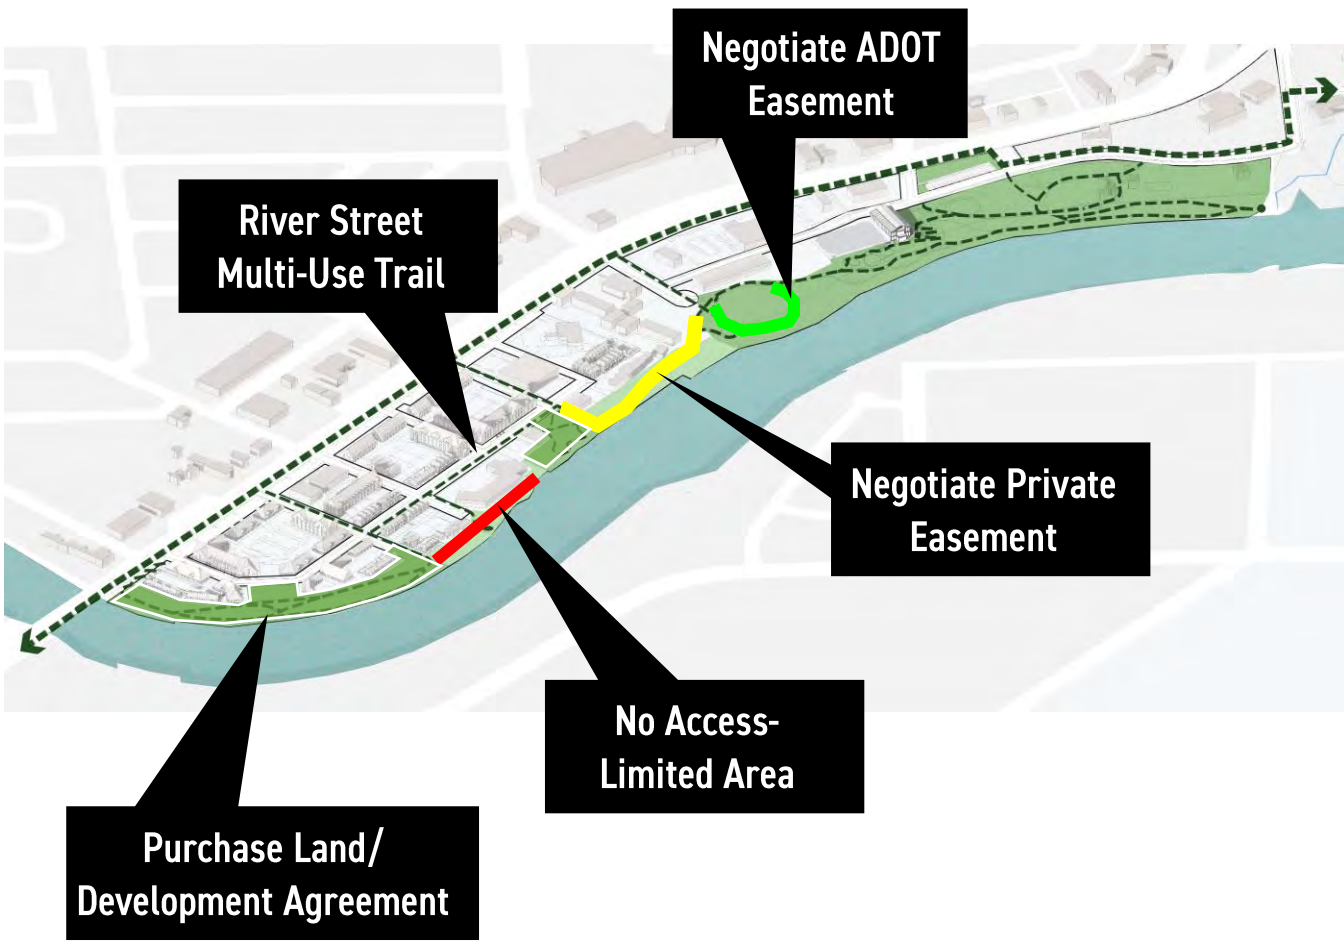 Negotiate ADOT
Easement
River Street
Multi-Use Trail
Negotiate Private
Easement
No Access-
Limited Area
Purchase Land/
Development Agreement